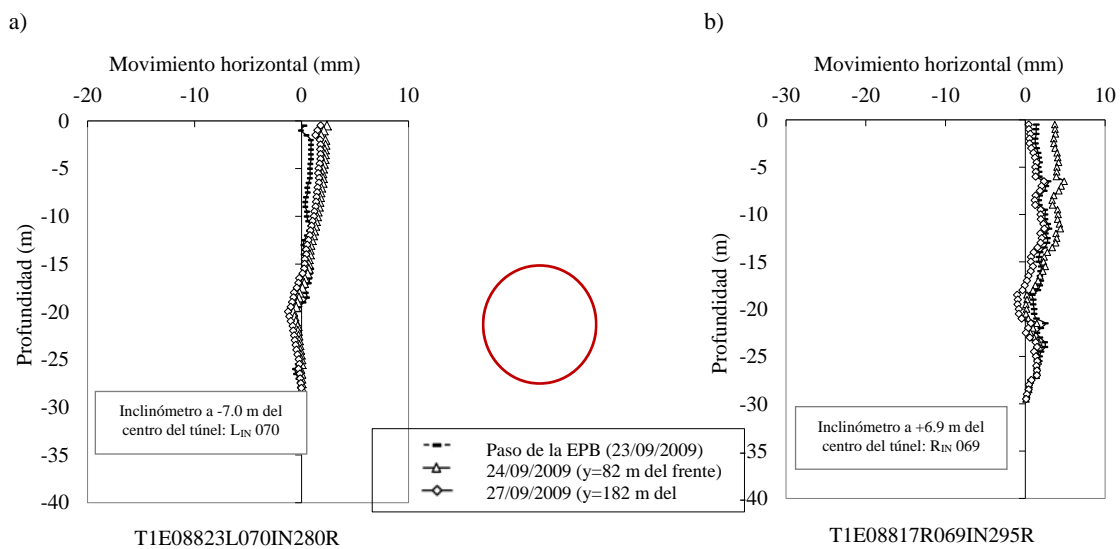 a)
Movimiento horizontal (mm)
-20 -10 0 10
0
-5
-10
-15
-20
-25
-30
-35
-40
Profundidad (m)
Inclinómetro a -7.0 m del
centro del túnel: LIN 070
T1E08823L070IN280R
Paso de la EPB (23/09/2009)
24/09/2009 (y=82 m del frente)
27/09/2009 (y=182 m del
b)
Movimiento horizontal (mm)
-30 -20 -10 0 10
0
-5
-10
-15
-20
-25
-30
-35
-40
Profundidad (m)
Inclinómetro a +6.9 m del
centro del túnel: RIN 069
T1E08817R069IN295R